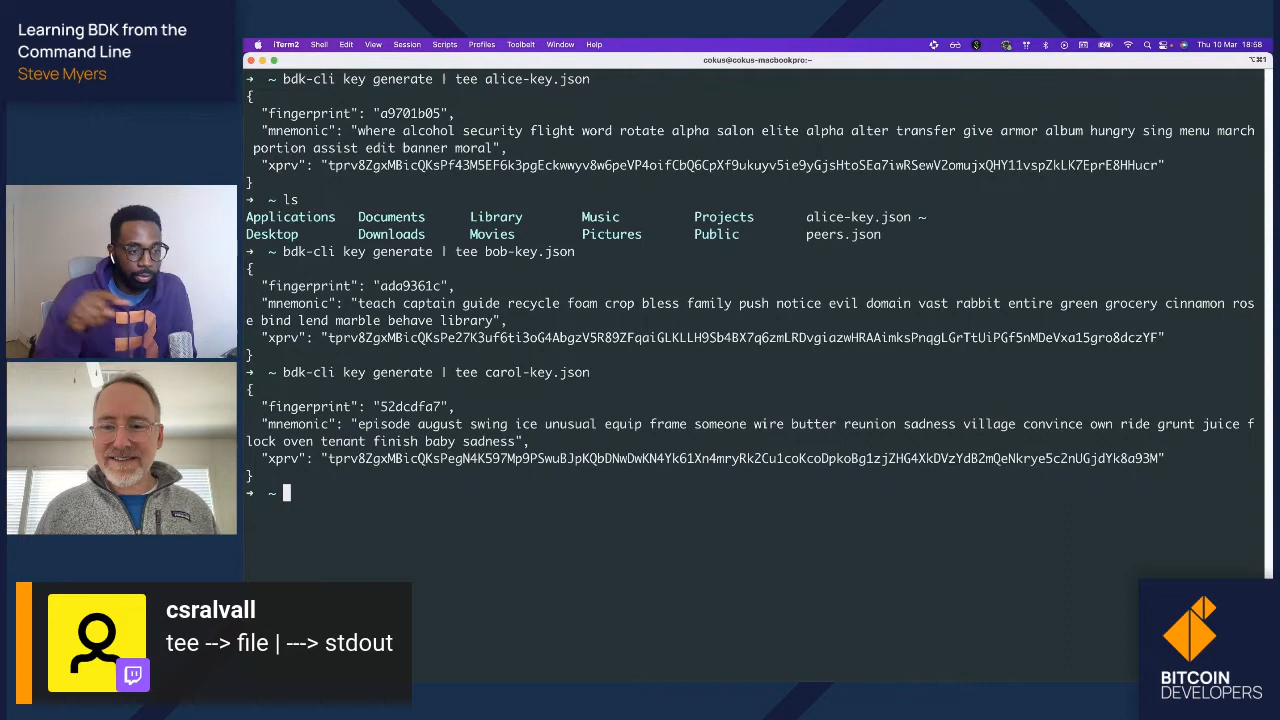 Learning BDK from the
Command Line
Steve Myers
iTerm2 Shell Edit View Session Scripts Profiles Toolbelt Window Help
Thu 10 Mar 18:58
cokus@cokus-macbookpro:~
⌥⌘1
➜ ~ bdk-cli key generate | tee alice-key.json
{
"fingerprint": "a9701b05",
"mnemonic": "where alcohol security flight word rotate alpha salon elite alpha alter transfer give armor album hungry sing menu march
portion assist edit banner moral",
"xprv": "tprv8ZgxMBicQKsPf43M5EF6k3pgEckwwyv8w6peVP4oifCbQ6CpXf9ukuyv5ie9yGjsHtoSEa7iwRSewV2omujxQHY11vspZkLK7EprE8HHucr"
}
➜ ~ ls
Applications Documents Library Music Projects alice-key.json ~
Desktop Downloads Movies Pictures Public peers.json
➜ ~ bdk-cli key generate | tee bob-key.json
{
"fingerprint": "ada9361c",
"mnemonic": "teach captain guide recycle foam crop bless family push notice evil domain vast rabbit entire green grocery cinnamon ros
e bind lend marble behave library",
"xprv": "tprv8ZgxMBicQKsPe27K3uf6ti3oG4AbgzV5R89ZFqaiGLKLLH9Sb4BX7q6zmLRDvgiazwHRAAimksPnqgLGrTtUiPGf5nMDeVxa15gro8dczYF"
}
➜ ~ bdk-cli key generate | tee carol-key.json
{
"fingerprint": "52dcdfa7",
"mnemonic": "episode august swing ice unusual equip frame someone wire butter reunion sadness village convince own ride grunt juice f
lock oven tenant finish baby sadness",
"xprv": "tprv8ZgxMBicQKsPegN4K597Mp9PSwuBJpKQbDNwDwKN4Yk61Xn4mryRk2Cu1coKcoDpkoBg1zjZHG4XkDVzYdB2mQeNkrye5c2nUGjdYk8a93M"
}
➜ ~
csralvall
tee --> file | ---> stdout
BITCOIN
DEVELOPERS